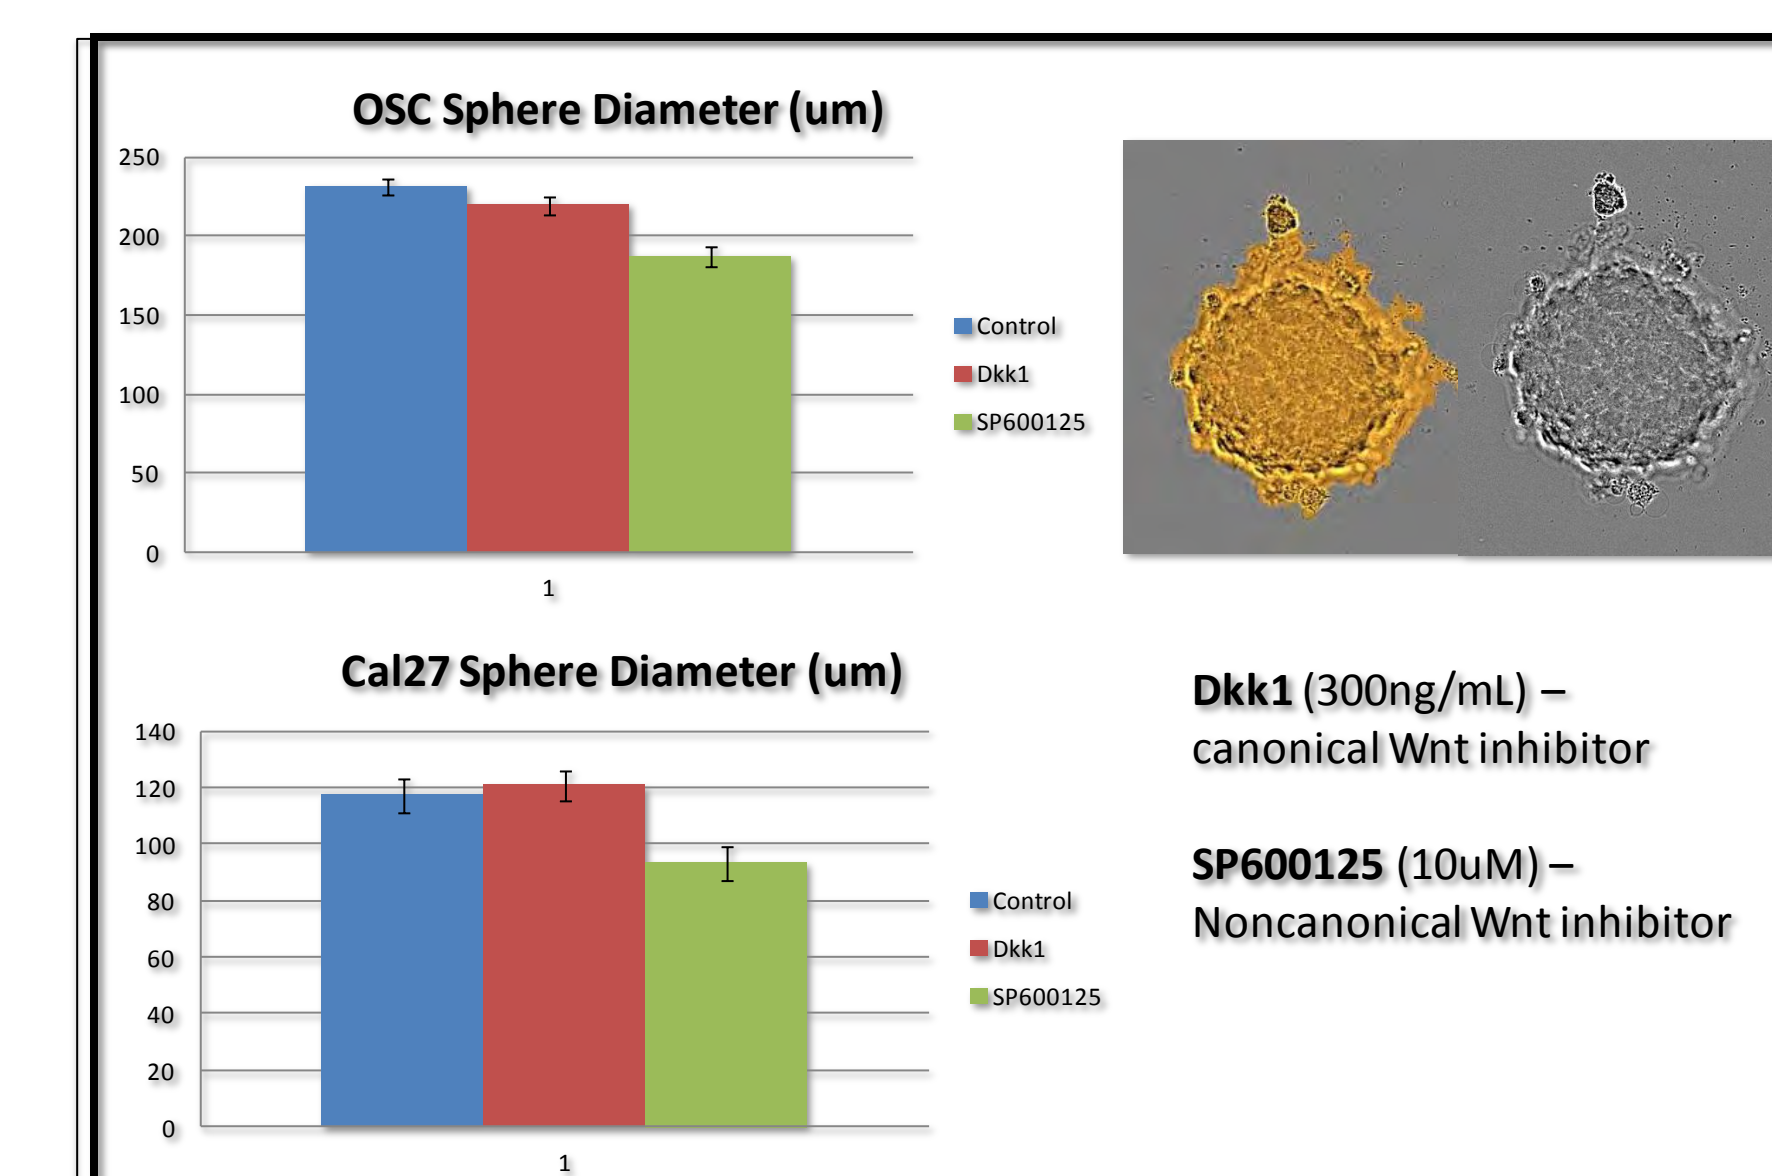 OSC Sphere Diameter (um)
250
200
150
100
50
0
1
Control
Dkk1
SP600125
Cal27 Sphere Diameter (um)
140
120
100
80
60
40
20
0
1
Control
Dkk1
SP600125
Dkk1 (300ng/mL) –
canonical Wnt inhibitor
SP600125 (10uM) –
Noncanonical Wnt inhibitor